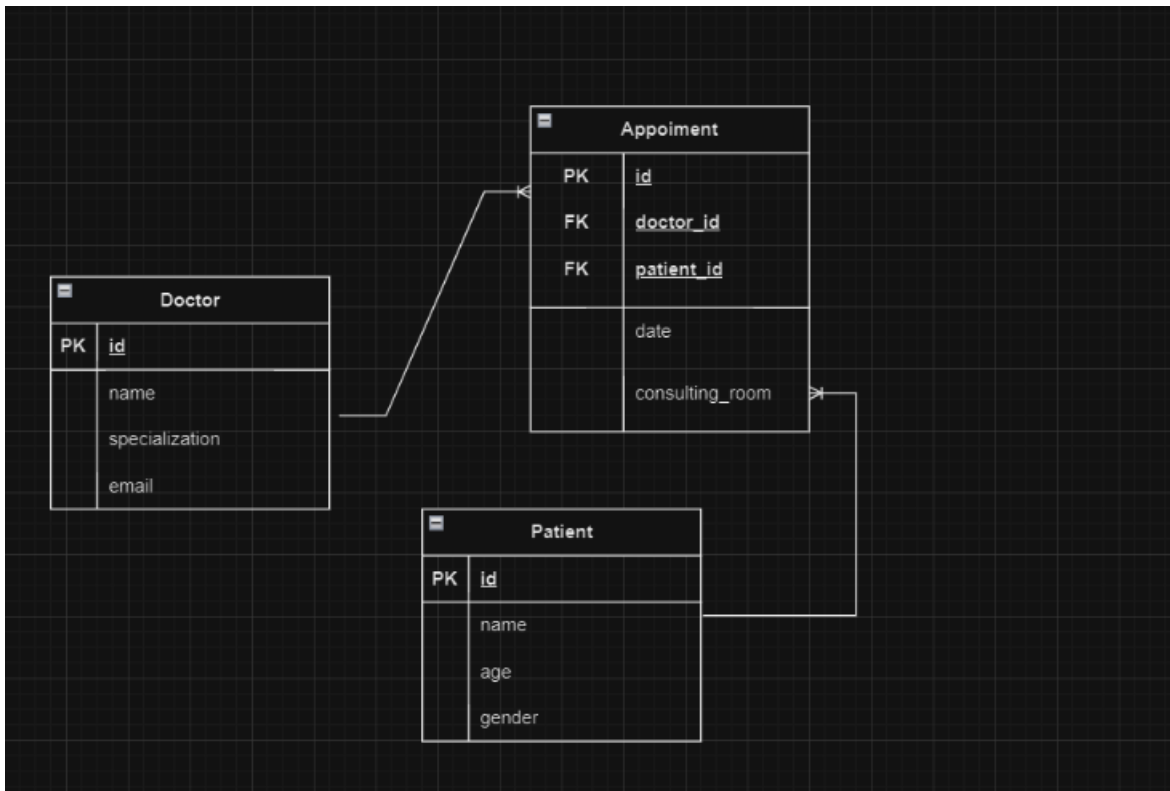 Appoiment
PK id
FK doctor_id
FK patient_id
date
consulting_room
Doctor
PK id
name
specialization
email
Patient
PK id
name
age
gender